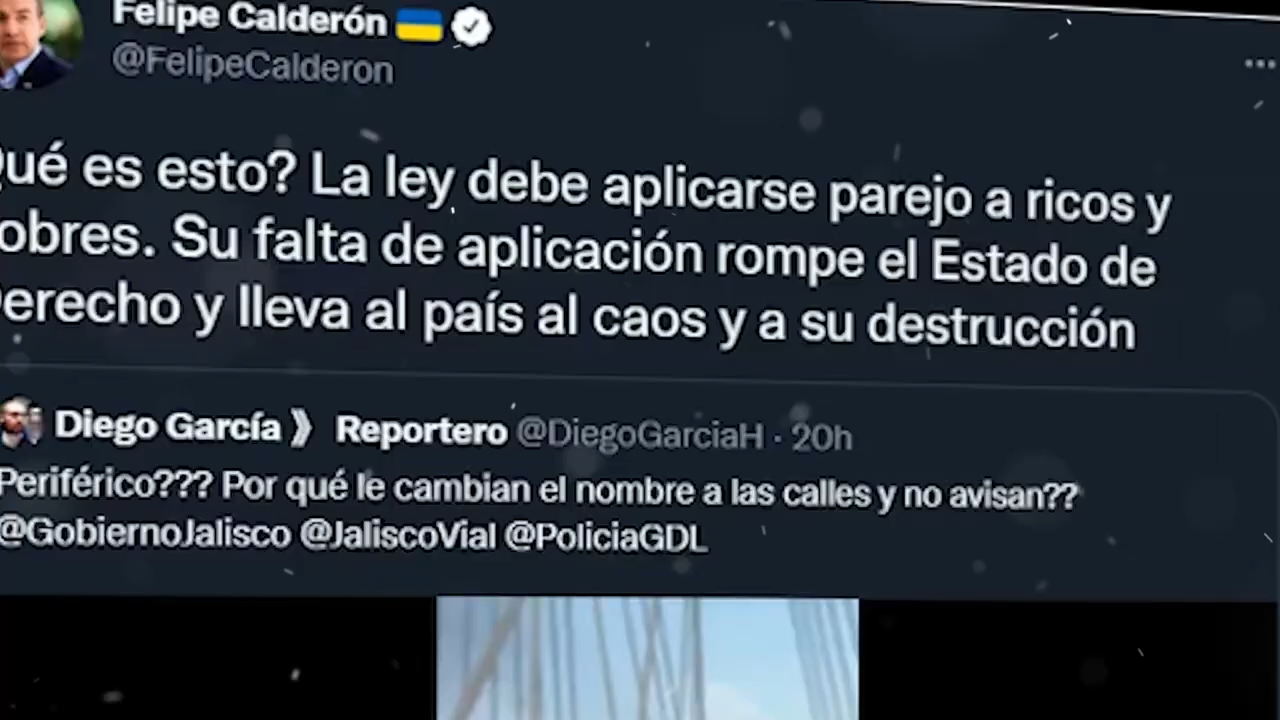 Felipe Calderón
@FelipeCalderon
Qué es esto? La ley debe aplicarse parejo a ricos y
obres. Su falta de aplicación rompe el Estado de
Derecho y lleva al país al caos y a su destrucción
Diego García》 Reportero @DiegoGarciaH · 20h
Periférico??? Por qué le cambian el nombre a las calles y no avisan??
@GobiernoJalisco @JaliscoVial @PoliciaGDL